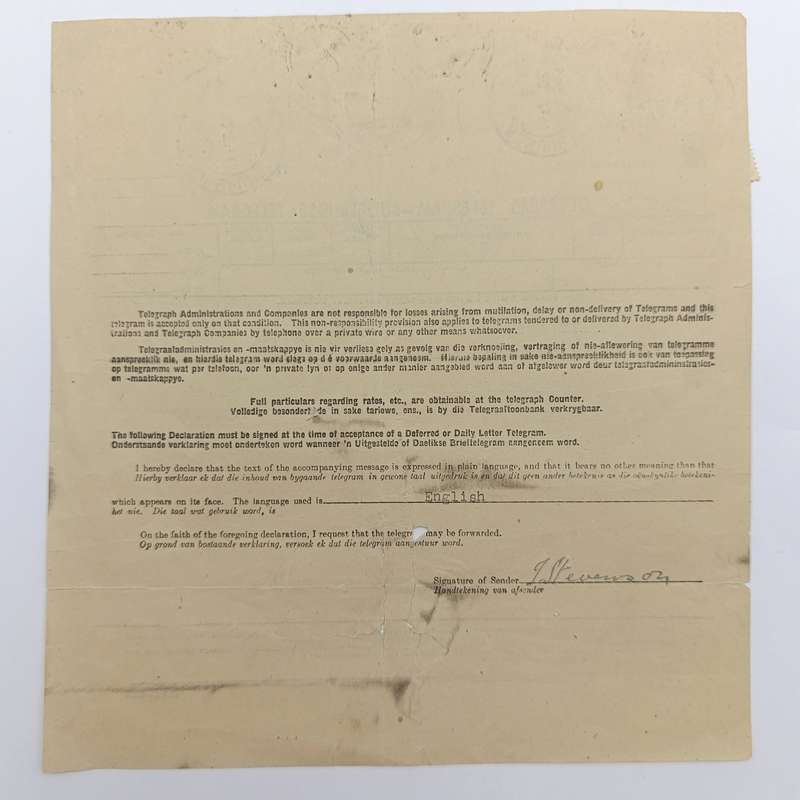 Telegraph Administrations and Companies are not responsible for losses arising from mutilation, delay or non-delivery of Telegrams and this
telegram is accepted only on that condition. This non-responsibility provision also applies to telegrams tendered to or delivered by Telegraph Adminis-
trations and Telegraph Companies by telephone over a private wire or any other means whatsoever.
Telegraafadministrasies en -maatskappye is nie vir verliese gely as gevolg van die verknoeiing, vertraging of nie-aflewering van telegramme
aanspreeklik nie, en hierdie telegram word slegs op dié voorwaarde aangeneem. Hierdie bepaling in sake nie-aanspreeklikheid is ook van toepassing
op telegramme wat per telefoon, oor 'n private lyn of op enige ander manier aangebied word aan of afgelewer word deur telegraafadministrasies-
en -maatskappye.
Full particulars regarding rates, etc., are obtainable at the telegraph Counter.
Volledige besonderhede in sake tariewe, ens., is by die Telegraaftoonbank verkrygbaar.
The following Declaration must be signed at the time of acceptance of a Deferred or Daily Letter Telegram.
Onderstaande verklaring moet onderteken word wanneer 'n Uitgestelde of Daelikse Brieftelegram aangeneem word.
I hereby declare that the text of the accompanying message is expressed in plain language, and that it bears no other meaning than that
Hierby verklaar ek dat die inhoud van bygaande telegram in gewone taal uitgedruk is en dat dit geen ander betekenis as die oënskynlike betekenis
which appears on its face. The language used is English
het nie. Die taal wat gebruik word, is
On the faith of the foregoing declaration, I request that the telegram may be forwarded.
Op grond van bostaande verklaring, versoek ek dat die telegram aangestuur word.
Signature of Sender J Stevenson
Handtekening van afsender